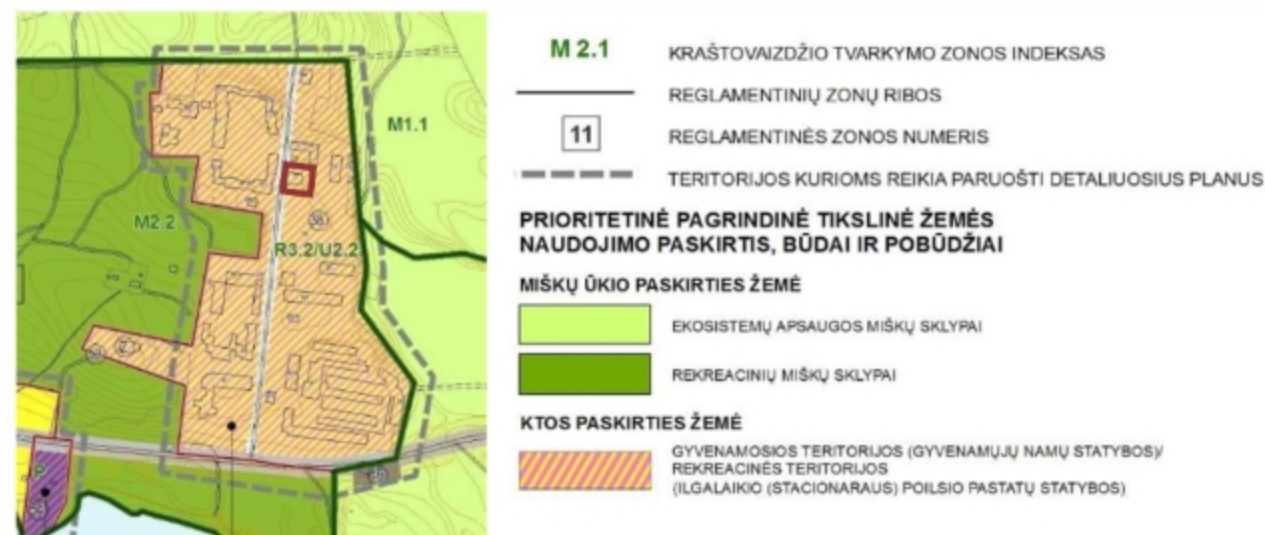 M1.1
M2.2
38
R3.2/U2.2
P
M 2.1
KRAŠTOVAIZDŽIO TVARKYMO ZONOS INDEKSAS
REGLAMENTINIŲ ZONŲ RIBOS
11
REGLAMENTINĖS ZONOS NUMERIS
TERITORIJOS KURIOMS REIKIA PARUOŠTI DETALIUOSIUS PLANUS
PRIORITETINĖ PAGRINDINĖ TIKSLINĖ ŽEMĖS
NAUDOJIMO PASKIRTIS, BŪDAI IR POBŪDŽIAI
MIŠKŲ ŪKIO PASKIRTIES ŽEMĖ
EKOSISTEMŲ APSAUGOS MIŠKŲ SKLYPAI
REKREACINIŲ MIŠKŲ SKLYPAI
KTOS PASKIRTIES ŽEMĖ
GYVENAMOSIOS TERITORIJOS (GYVENAMŲJŲ NAMŲ STATYBOS)/
REKREACINĖS TERITORIJOS
(ILGALAIKIO (STACIONARAUS) POILSIO PASTATŲ STATYBOS)